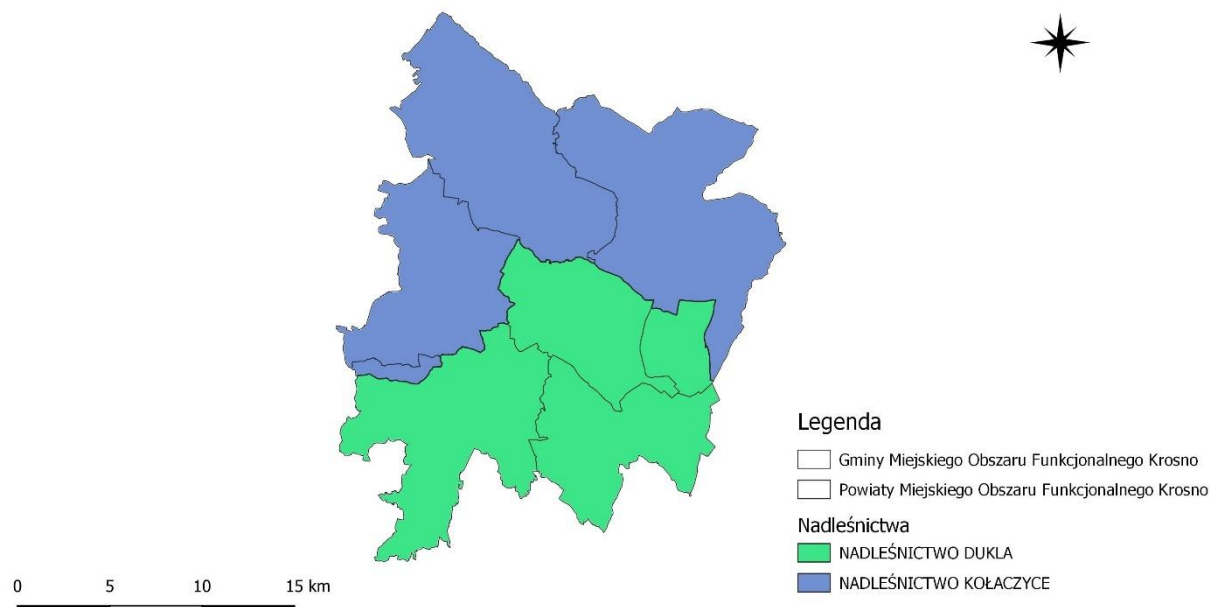 Legenda
Gminy Miejskiego Obszaru Funkcjonalnego Krosno
Powiaty Miejskiego Obszaru Funkcjonalnego Krosno
Nadleśnictwa
NADLEŚNICTWO DUKLA
NADLEŚNICTWO KOŁACZYCE
0 5 10 15 km